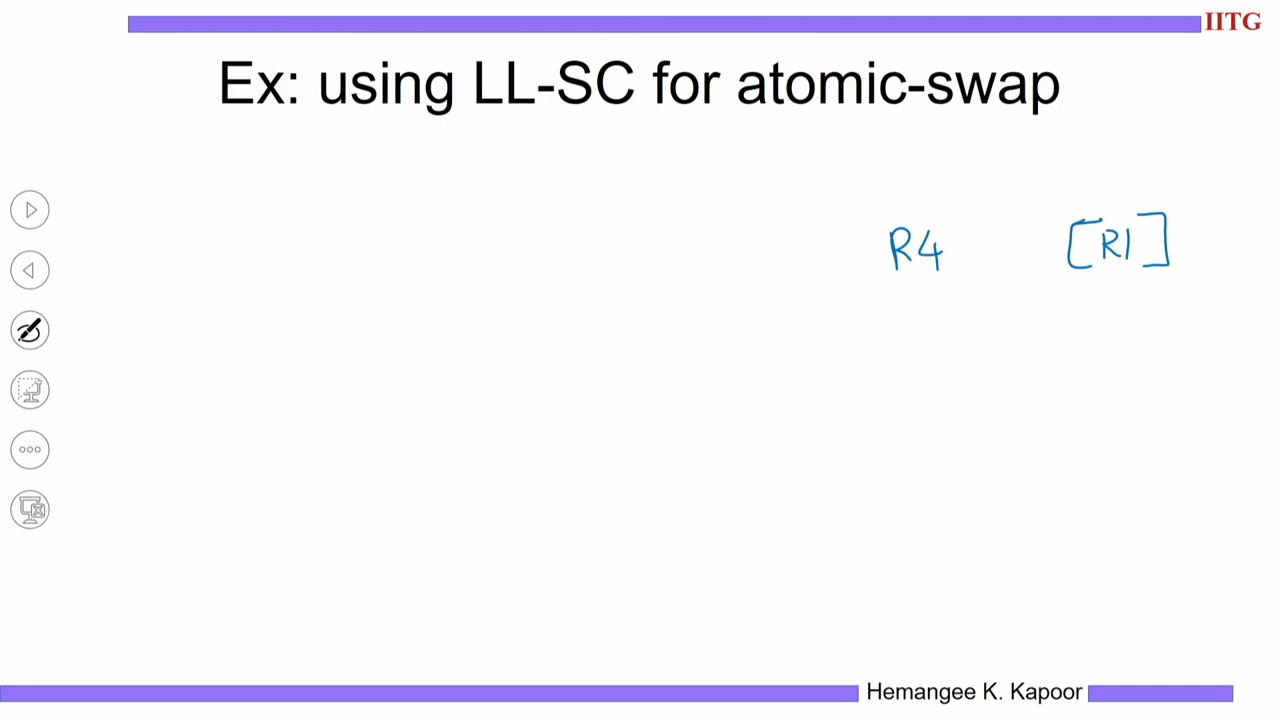 IITG
Ex: using LL-SC for atomic-swap
R4 [R1]
Hemangee K. Kapoor